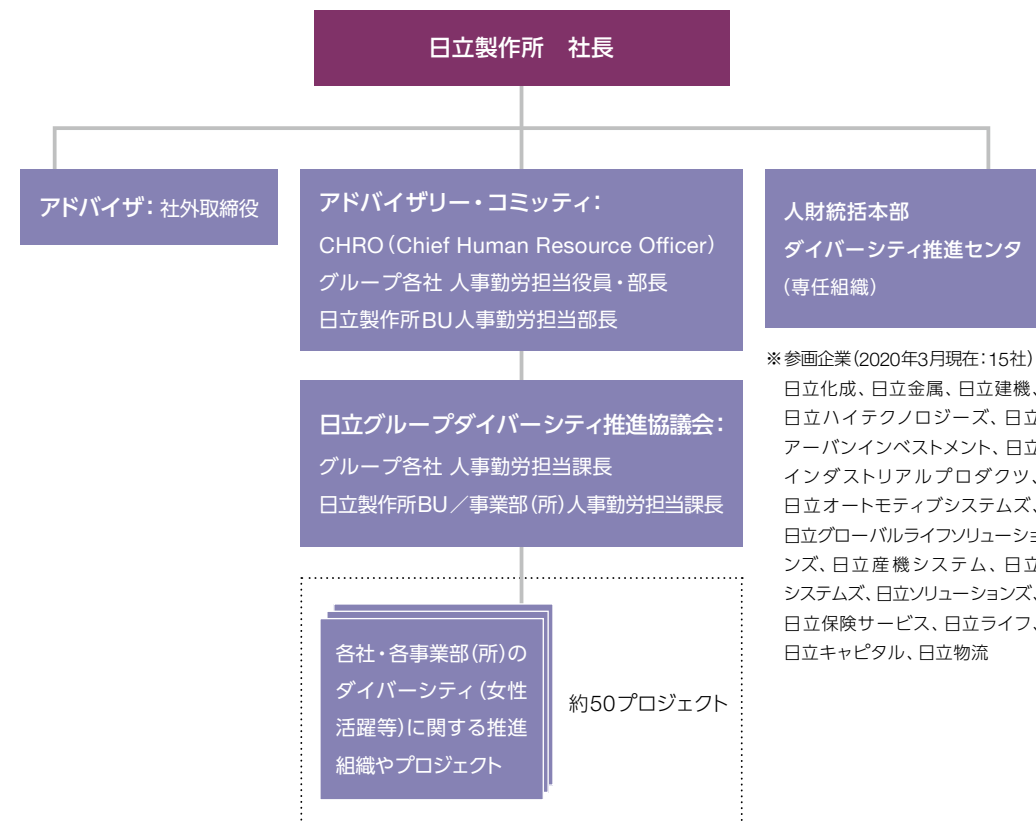 日立製作所　社長
アドバイザ：社外取締役
アドバイザリー・コミッティ：
CHRO（Chief Human Resource Officer）
グループ各社 人事勤労担当役員・部長
日立製作所BU人事勤労担当部長
人財統括本部
ダイバーシティ推進センタ
（専任組織）
日立グループダイバーシティ推進協議会：
グループ各社 人事勤労担当課長
日立製作所BU／事業部（所）人事勤労担当課長
各社・各事業部（所）の
ダイバーシティ（女性
活躍等）に関する推進
組織やプロジェクト
約50プロジェクト
※参画企業（2020年3月現在：15社）
日立化成、日立金属、日立建機、
日立ハイテクノロジーズ、日立
アーバンインベストメント、日立
インダストリアルプロダクツ、
日立オートモティブシステムズ、
日立グローバルライフソリューショ
ンズ、日立産機システム、日立
システムズ、日立ソリューションズ、
日立保険サービス、日立ライフ、
日立キャピタル、日立物流